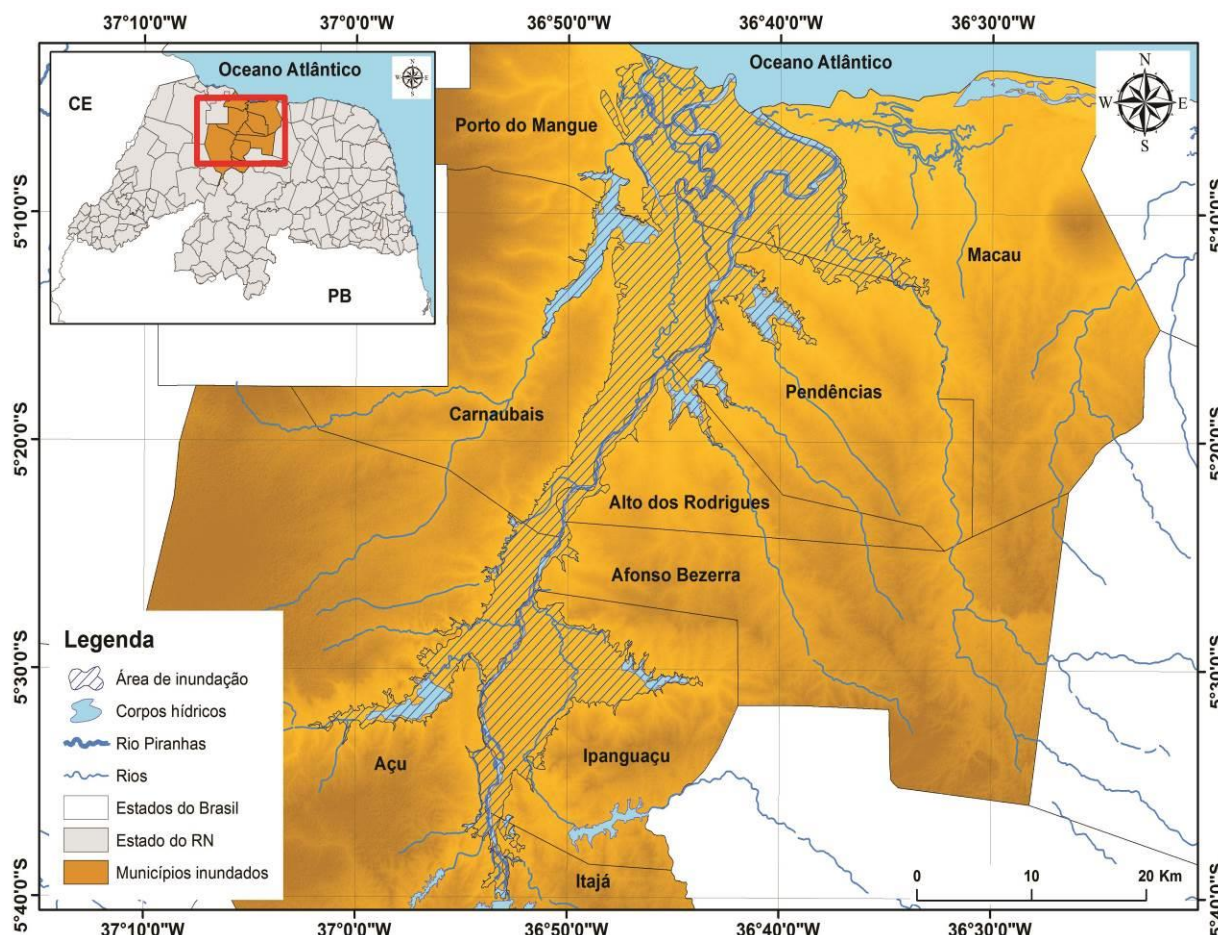 37°10'0"W 37°0'0"W 36°50'0"W 36°40'0"W 36°30'0"W
Oceano Atlântico
CE
PB
N
W E
S
Oceano Atlântico
N
W E
S
Porto do Mangue
5°10'0"S 5°10'0"S
Macau
Carnaubais
Pendências
5°20'0"S 5°20'0"S
Alto dos Rodrigues
Afonso Bezerra
5°30'0"S 5°30'0"S
Açu
Ipanguaçu
Itajá
5°40'0"S 5°40'0"S
Legenda
Área de inundação
Corpos hídricos
Rio Piranhas
Rios
Estados do Brasil
Estado do RN
Municípios inundados
0 10 20 Km
37°10'0"W 37°0'0"W 36°50'0"W 36°40'0"W 36°30'0"W